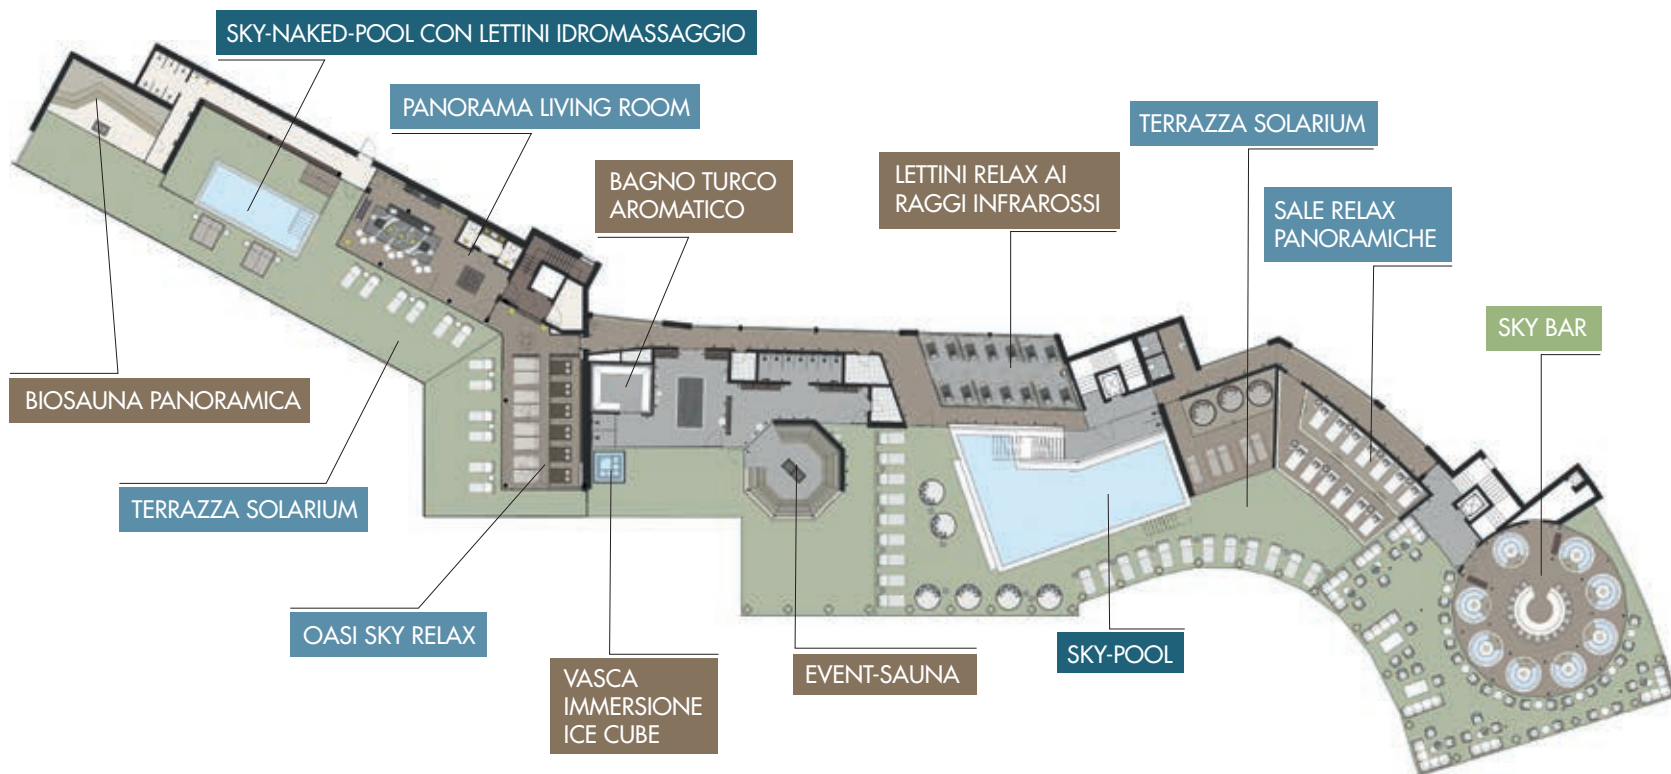 SKY-NAKED-POOL CON LETTINI IDROMASSAGGIO
PANORAMA LIVING ROOM
TERRAZZA SOLARIUM
BAGNO TURCO
AROMATICO
LETTINI RELAX AI
RAGGI INFRAROSSI
SALE RELAX
PANORAMICHE
SKY BAR
BIOSAUNA PANORAMICA
TERRAZZA SOLARIUM
OASI SKY RELAX
VASCA
IMMERSIONE
ICE CUBE
EVENT-SAUNA
SKY-POOL